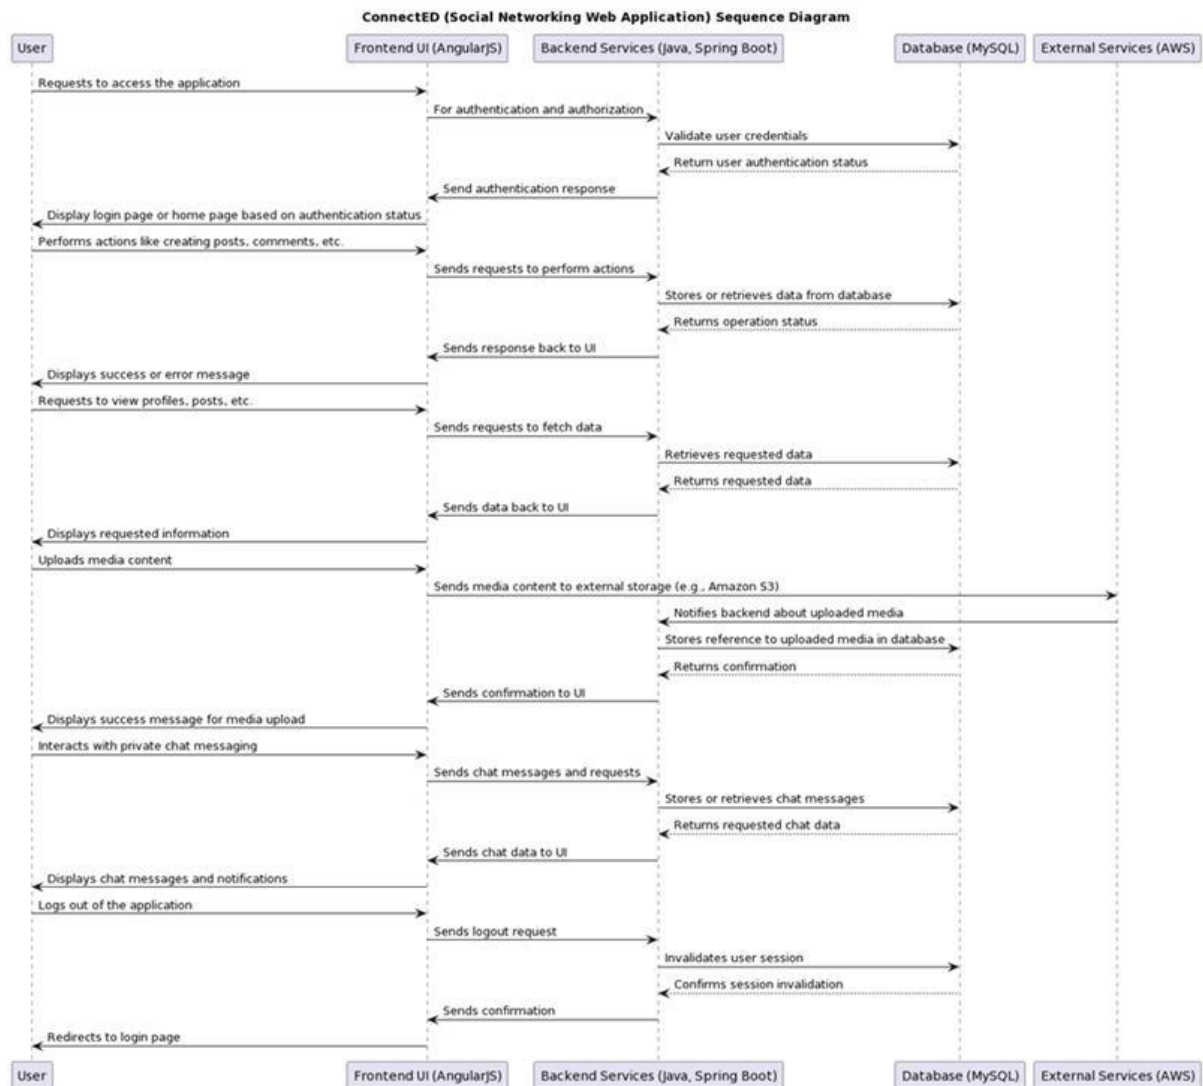 ConnectED (Social Networking Web Application) Sequence Diagram
User
Frontend UI (AngularJS)
Backend Services (Java, Spring Boot)
Database (MySQL)
External Services (AWS)
Requests to access the application
For authentication and authorization
Validate user credentials
Return user authentication status
Send authentication response
Display login page or home page based on authentication status
Performs actions like creating posts, comments, etc.
Sends requests to perform actions
Stores or retrieves data from database
Returns operation status
Sends response back to UI
Displays success or error message
Requests to view profiles, posts, etc.
Sends requests to fetch data
Retrieves requested data
Returns requested data
Sends data back to UI
Displays requested information
Uploads media content
Sends media content to external storage (e.g., Amazon S3)
Notifies backend about uploaded media
Stores reference to uploaded media in database
Returns confirmation
Sends confirmation to UI
Displays success message for media upload
Interacts with private chat messaging
Sends chat messages and requests
Stores or retrieves chat messages
Returns requested chat data
Sends chat data to UI
Displays chat messages and notifications
Logs out of the application
Sends logout request
Invalidates user session
Confirms session invalidation
Sends confirmation
Redirects to login page
User
Frontend UI (AngularJS)
Backend Services (Java, Spring Boot)
Database (MySQL)
External Services (AWS)